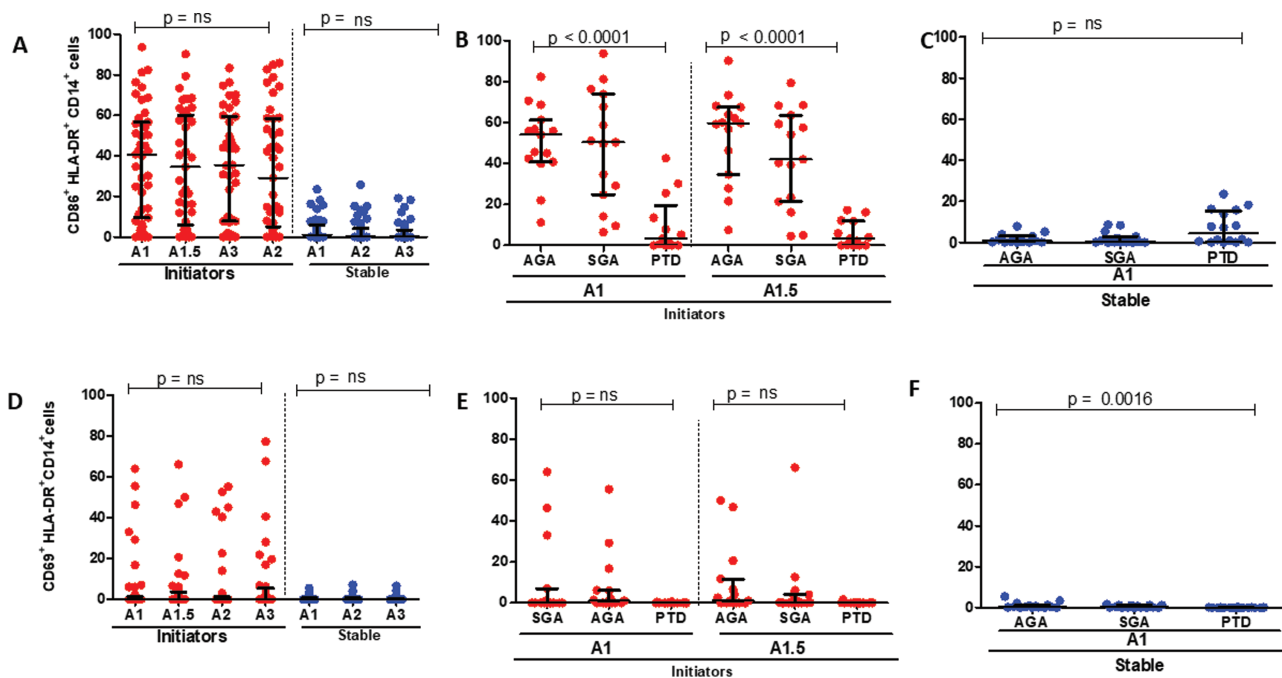 A
CD86+ HLA-DR+ CD14+ cells
p = ns
p = ns
100
80
60
40
20
0
A1 A1.5 A3 A2 A1 A2 A3
Initiators Stable
B
p < 0.0001 p < 0.0001
100
80
60
40
20
0
AGA SGA PTD AGA SGA PTD
A1 A1.5
Initiators
C
p = ns
100
80
60
40
20
0
AGA SGA PTD
A1
Stable
D
CD69+ HLA-DR+CD14+cells
p = ns p = ns
100
80
60
40
20
0
A1 A1.5 A2 A3 A1 A2 A3
Initiators Stable
E
p = ns p = ns
100
80
60
40
20
0
SGA AGA PTD AGA SGA PTD
A1 A1.5
Initiators
F
p = 0.0016
100
80
60
40
20
0
AGA SGA PTD
A1
Stable